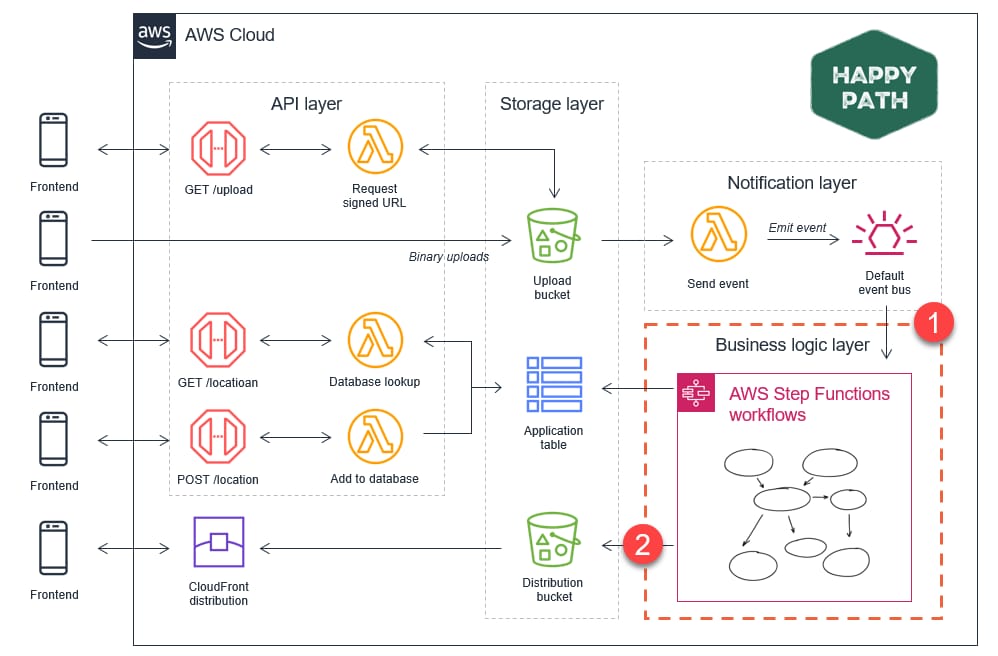 aws
AWS Cloud
HAPPY
PATH
API layer
Storage layer
Frontend
GET /upload
Request
signed URL
Notification layer
Frontend
Binary uploads
Upload
bucket
Send event
Emit event
Default
event bus
1
Frontend
GET /locatioan
Database lookup
Business logic layer
AWS Step Functions
workflows
Application
table
Frontend
POST /location
Add to database
2
Frontend
CloudFront
distribution
Distribution
bucket